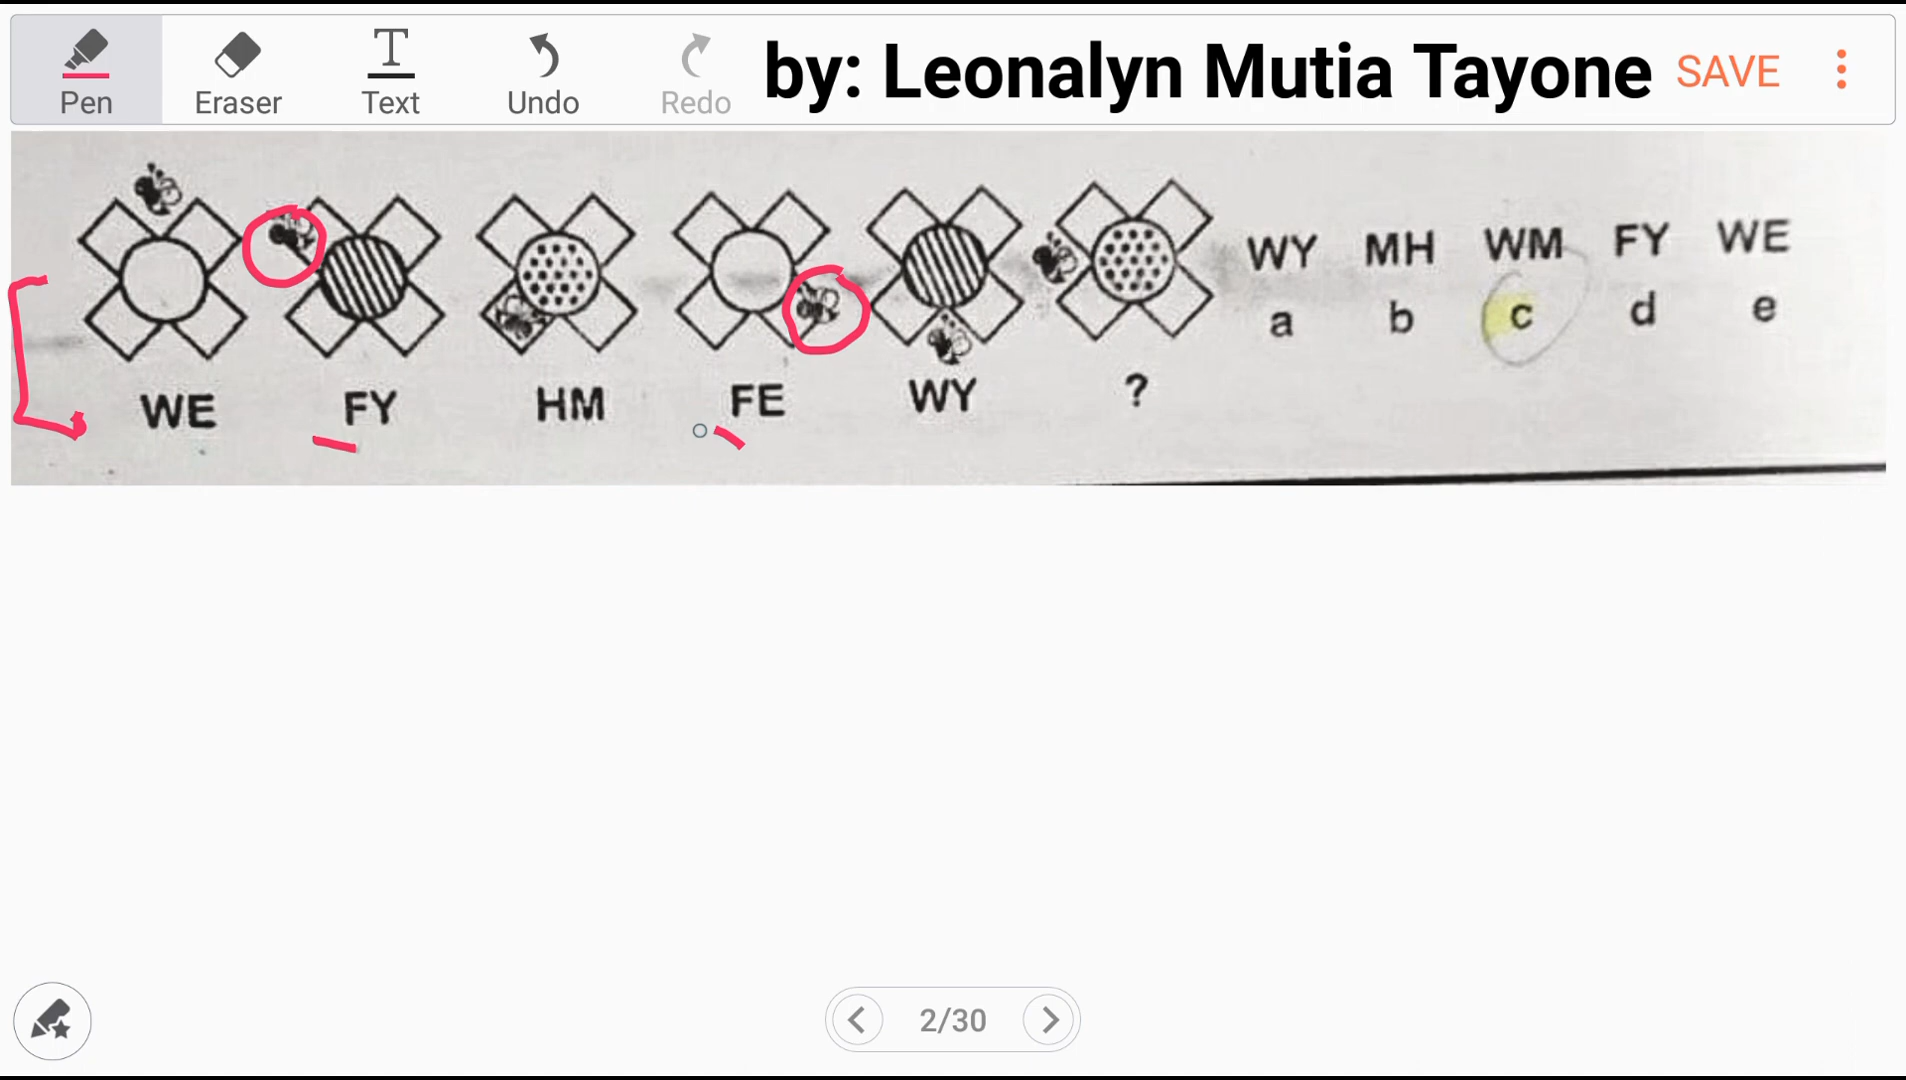 Pen Eraser Text Undo Redo by: Leonalyn Mutia Tayone SAVE
WY MH WM FY WE
a b c d e
WE FY HM FE WY ?
2/30